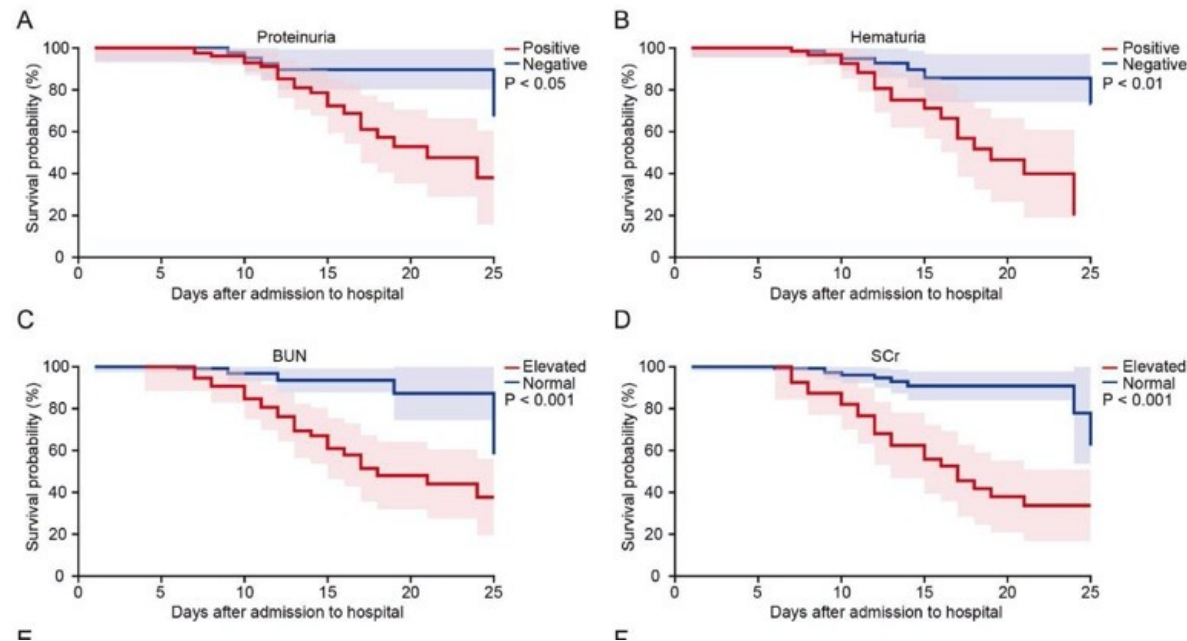 A
Proteinuria
Positive
Negative
P < 0.05
Survival probability (%)
100
80
60
40
20
0
0 5 10 15 20 25
Days after admission to hospital
B
Hematuria
Positive
Negative
P < 0.01
Survival probability (%)
100
80
60
40
20
0
0 5 10 15 20 25
Days after admission to hospital
C
BUN
Elevated
Normal
P < 0.001
Survival probability (%)
100
80
60
40
20
0
0 5 10 15 20 25
Days after admission to hospital
D
SCr
Elevated
Normal
P < 0.001
Survival probability (%)
100
80
60
40
20
0
0 5 10 15 20 25
Days after admission to hospital